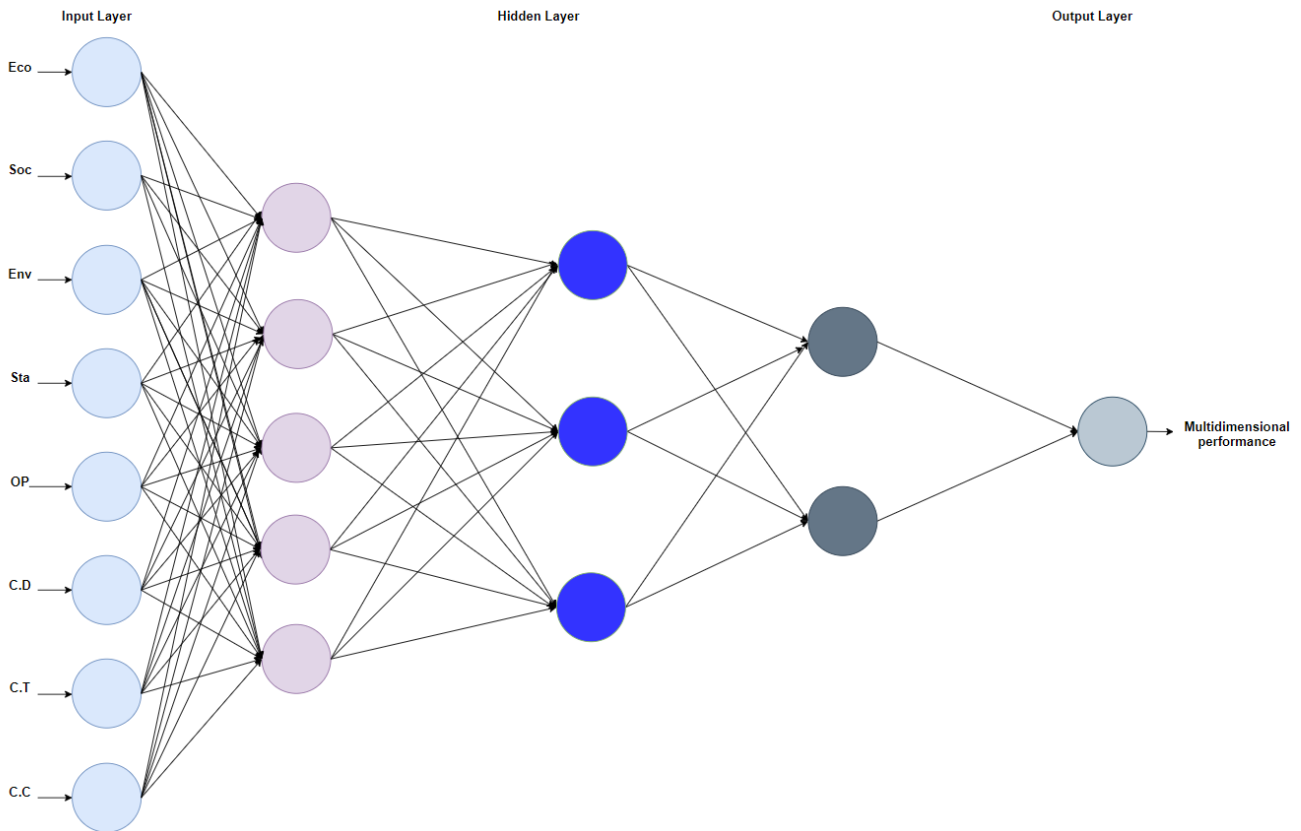 Input Layer
Hidden Layer
Output Layer
Eco
Soc
Env
Sta
OP
C.D
C.T
C.C
Multidimensional
performance